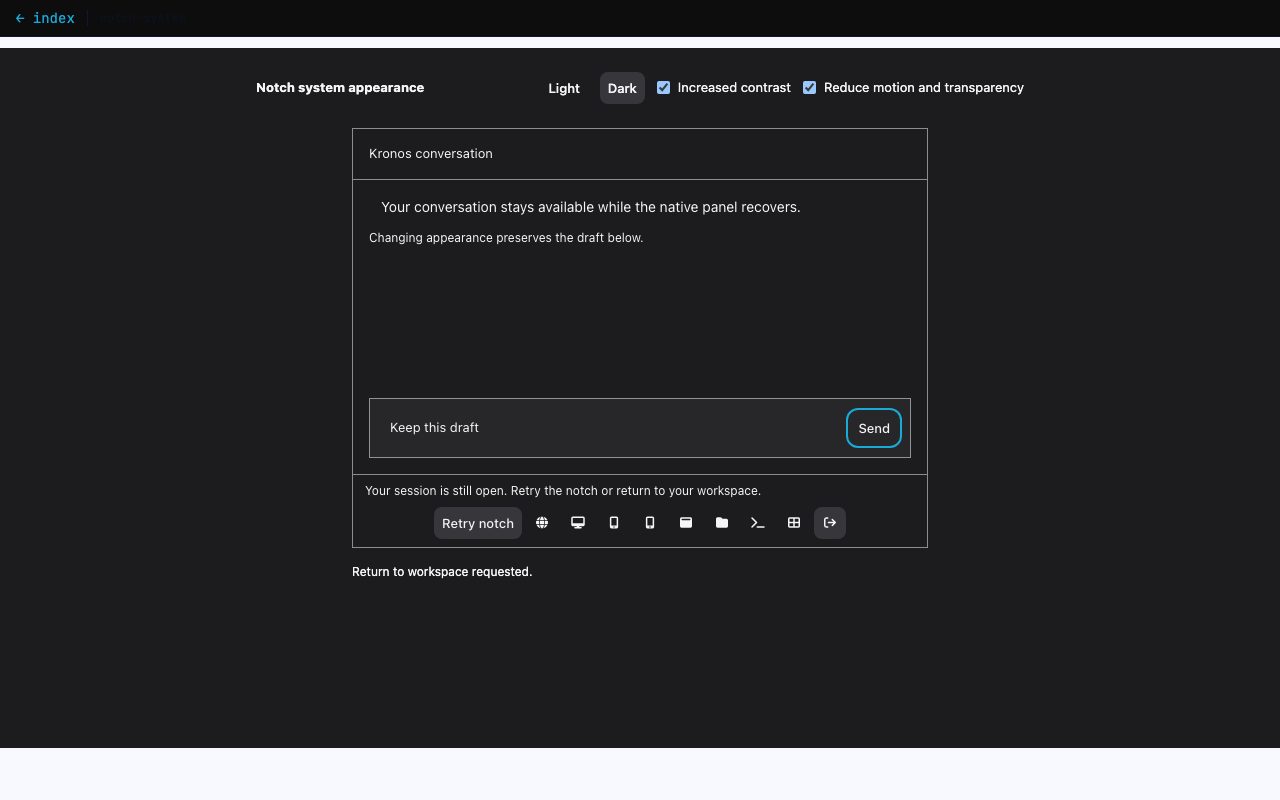 ← index
notch system
Notch system appearance
Light
Dark
Increased contrast
Reduce motion and transparency
Kronos conversation
Your conversation stays available while the native panel recovers.
Changing appearance preserves the draft below.
Keep this draft
Send
Your session is still open. Retry the notch or return to your workspace.
Retry notch
Return to workspace requested.